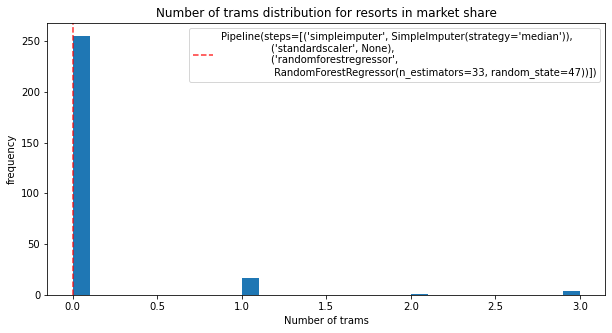 Number of trams distribution for resorts in market share
Pipeline(steps=[('simpleimputer', SimpleImputer(strategy='median')),
('standardscaler', None),
('randomforestregressor',
RandomForestRegressor(n_estimators=33, random_state=47))])
250
200
150
100
50
0
frequency
0.0 0.5 1.0 1.5 2.0 2.5 3.0
Number of trams